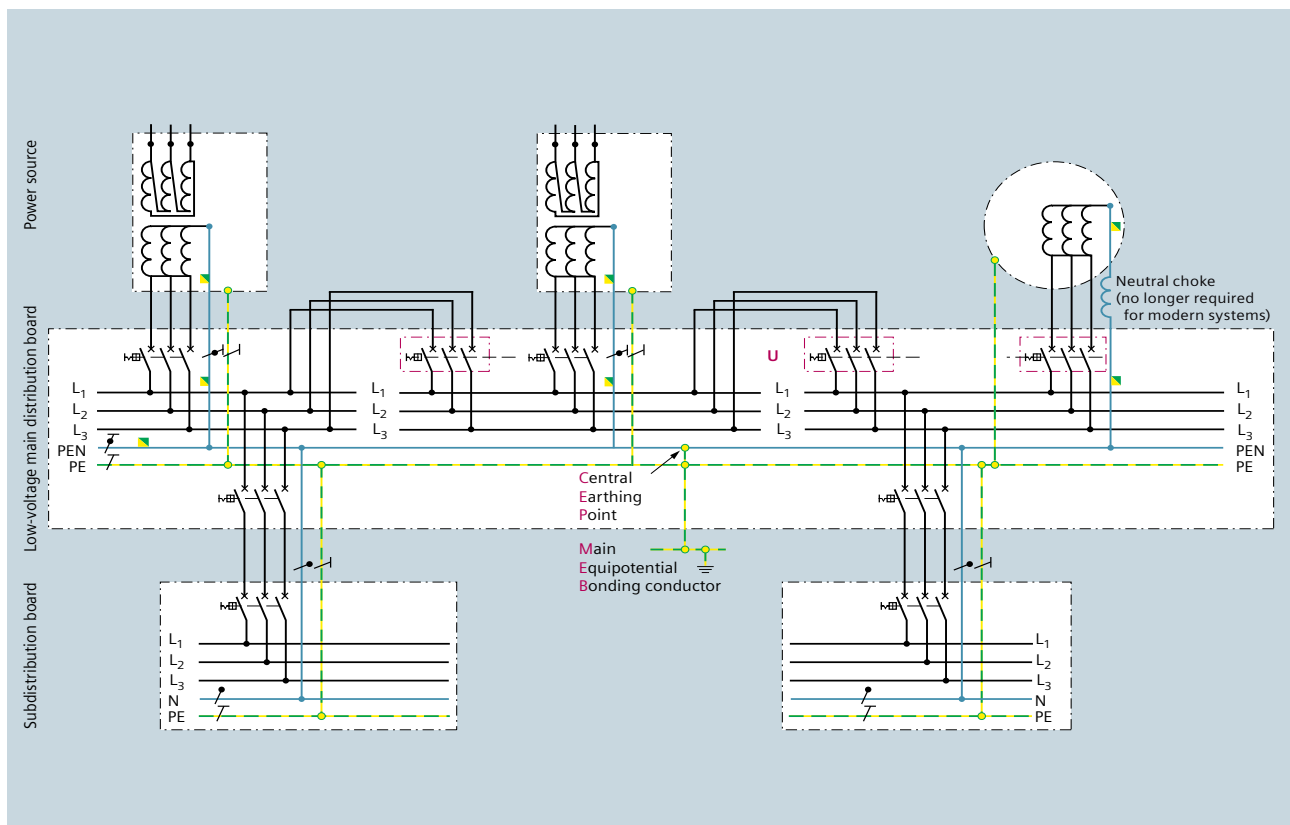 Power source
Neutral choke
(no longer required
for modern systems)
Low-voltage main distribution board
U
L1 L1 L1 L1
L2 L2 L2 L2
L3 L3 L3 L3
PEN PEN
PE PE
Central
Earthing
Point
Main
Equipotential
Bonding conductor
Subdistribution board
L1 L1
L2 L2
L3 L3
N N
PE PE